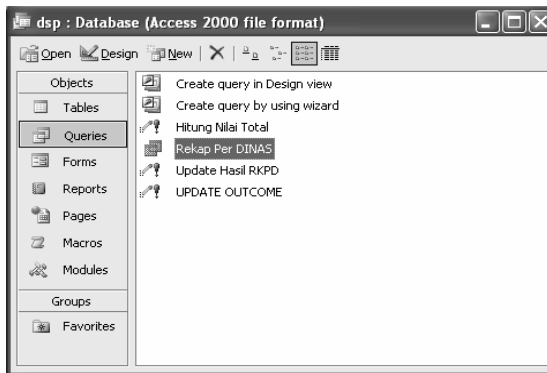 dsp : Database (Access 2000 file format)
Open Design New
Objects
Tables
Queries
Forms
Reports
Pages
Macros
Modules
Groups
Favorites
Create query in Design view
Create query by using wizard
Hitung Nilai Total
Rekap Per DINAS
Update Hasil RKPD
UPDATE OUTCOME